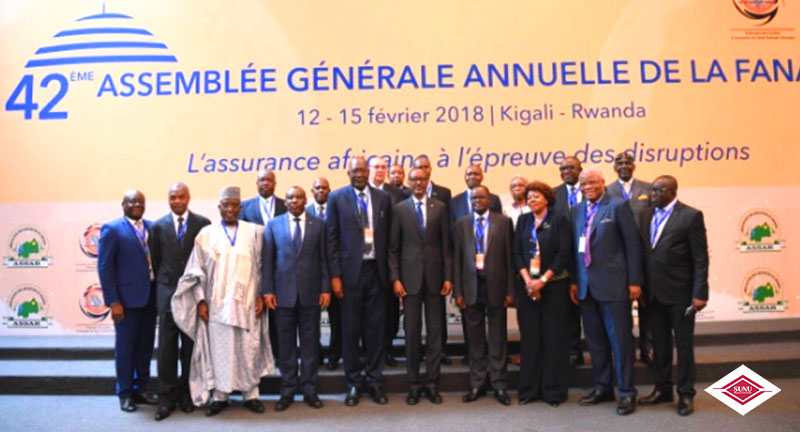 42ÈME ASSEMBLÉE GÉNÉRALE ANNUELLE DE LA FANA
12 - 15 février 2018 | Kigali - Rwanda
L'assurance africaine à l'épreuve des disruptions
ASSAR
ASSAR
ASSAR
ASSAR
SUNU